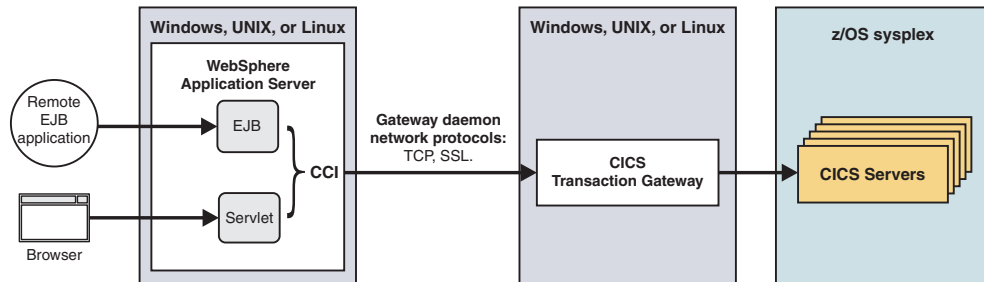 Windows, UNIX, or Linux
WebSphere
Application Server
Remote
EJB
application
EJB
CCI
Servlet
Browser
Gateway daemon
network protocols:
TCP, SSL.
Windows, UNIX, or Linux
CICS
Transaction Gateway
z/OS sysplex
CICS Servers